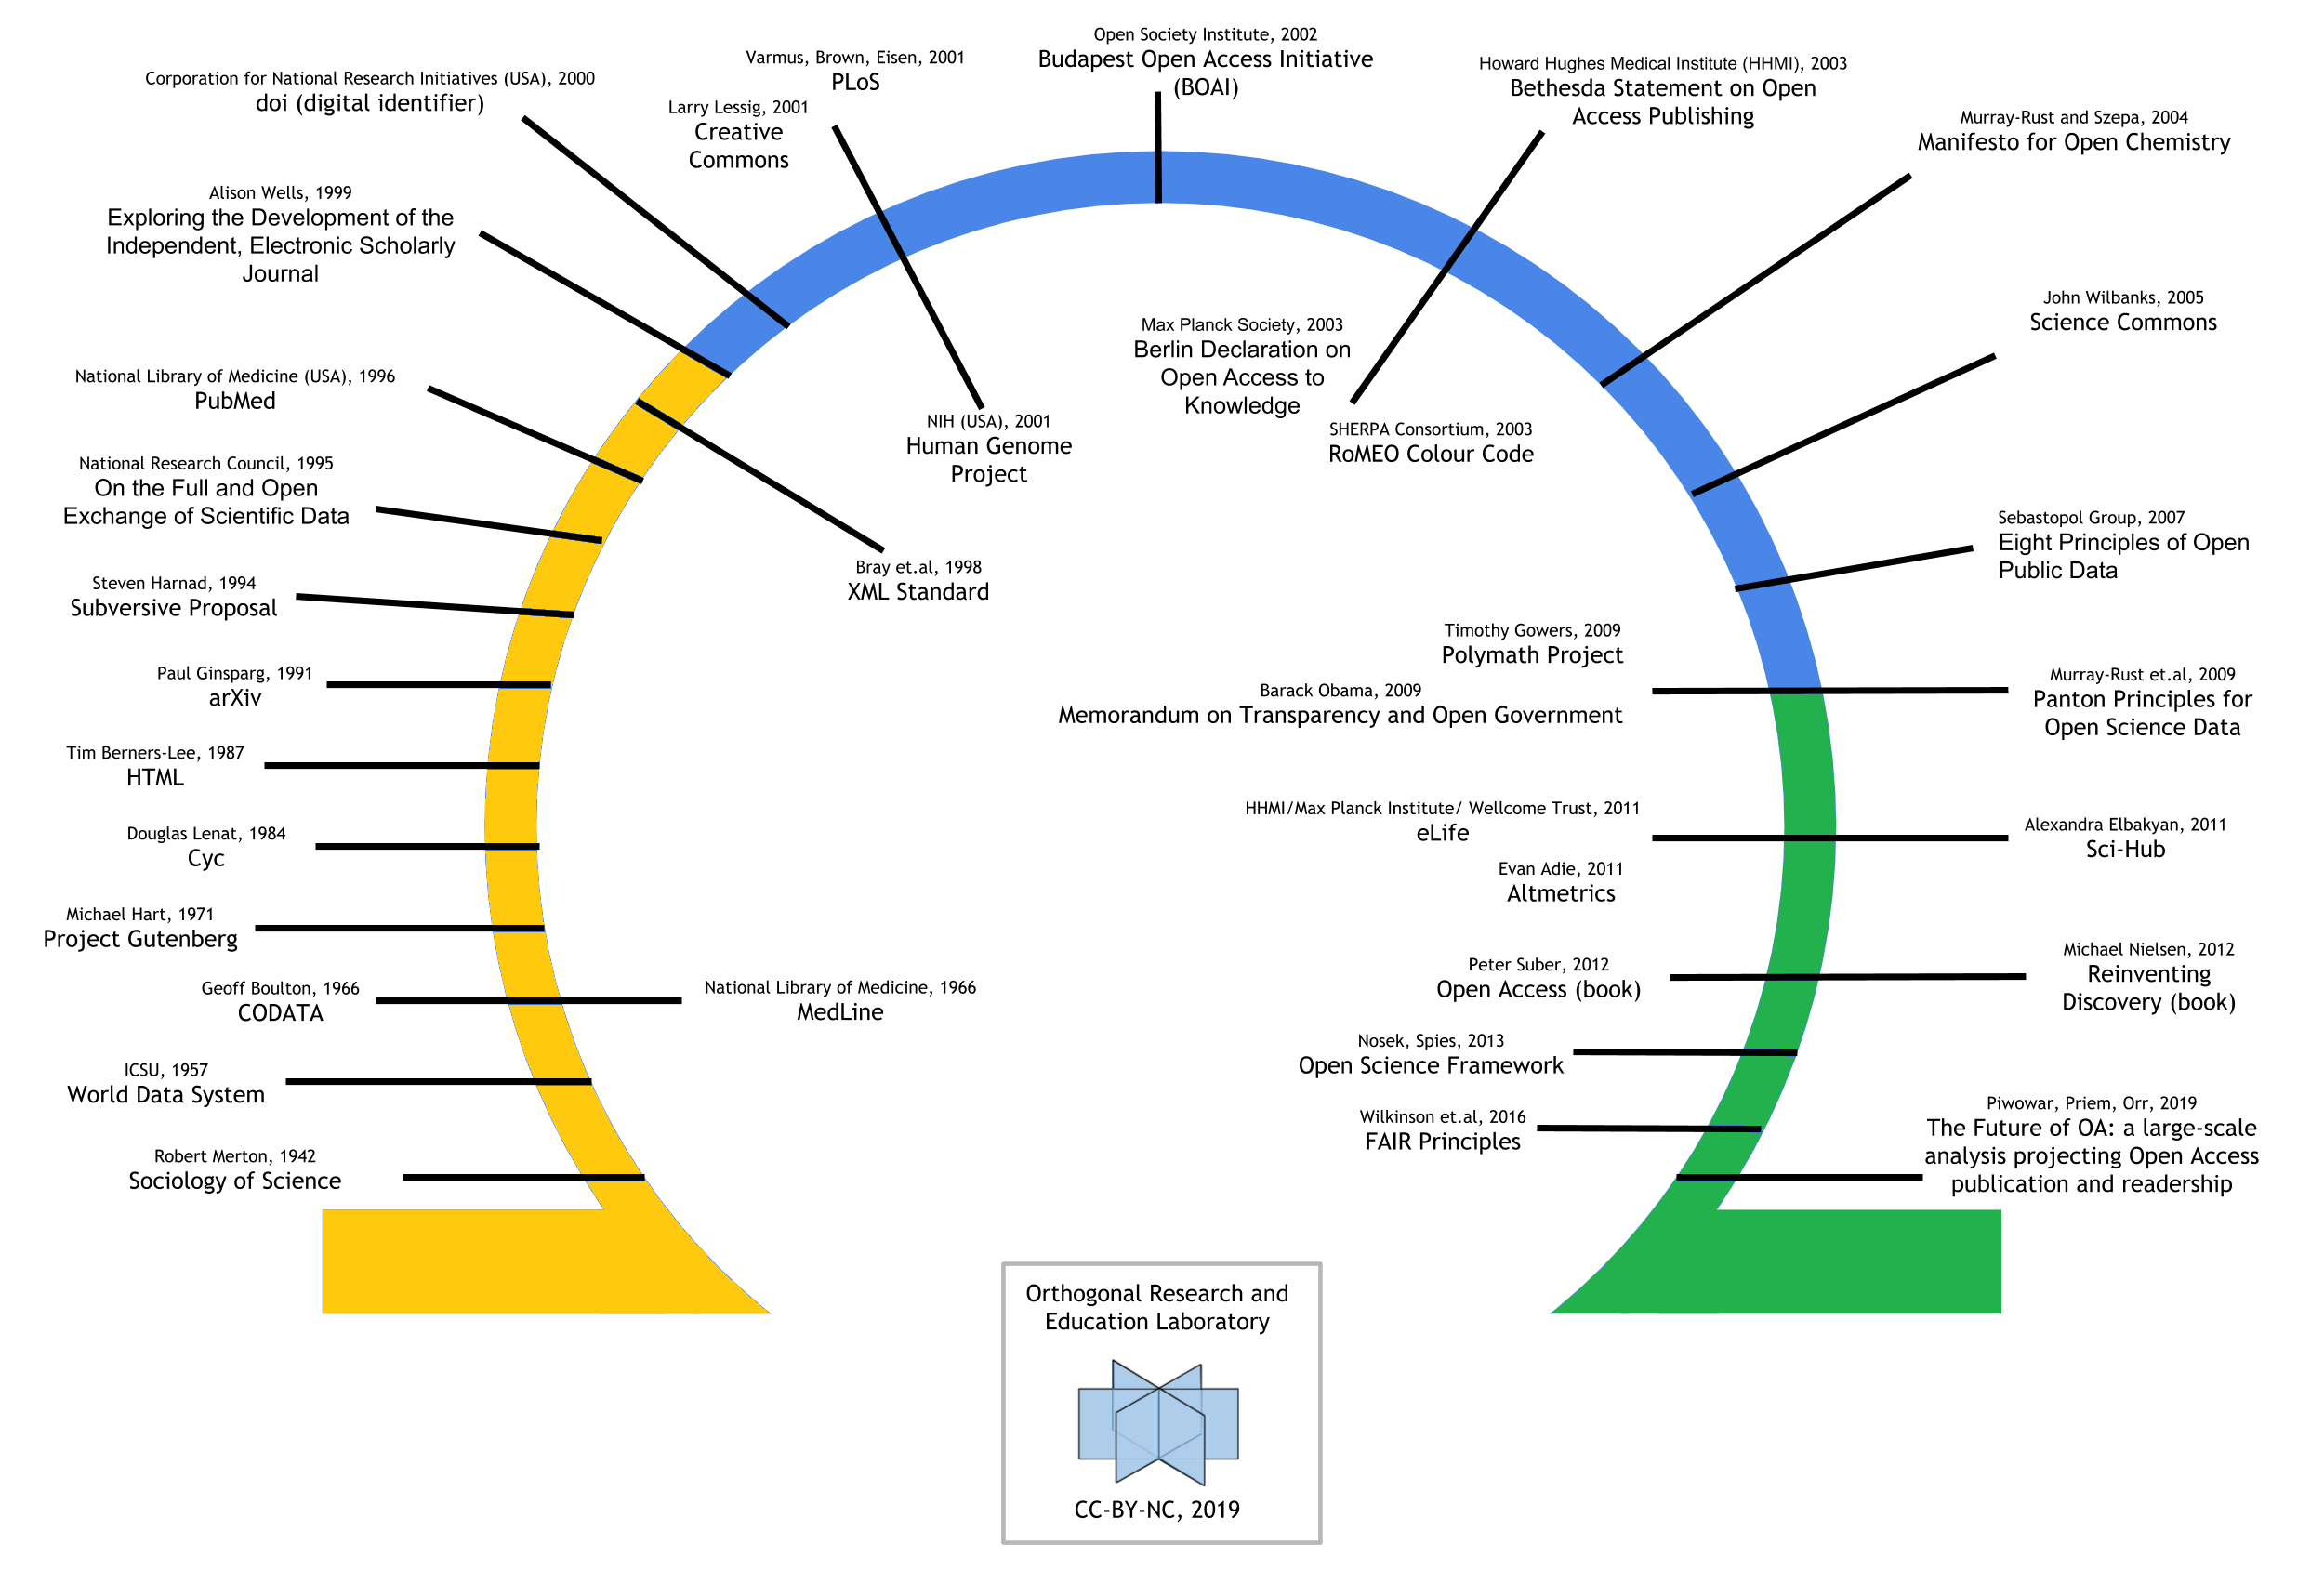 Open Society Institute, 2002
Budapest Open Access Initiative
(BOAI)
Varmus, Brown, Eisen, 2001
PLoS
Howard Hughes Medical Institute (HHMI), 2003
Bethesda Statement on Open
Access Publishing
Corporation for National Research Initiatives (USA), 2000
doi (digital identifier)
Larry Lessig, 2001
Creative
Commons
Murray-Rust and Szepa, 2004
Manifesto for Open Chemistry
Alison Wells, 1999
Exploring the Development of the
Independent, Electronic Scholarly
Journal
John Wilbanks, 2005
Science Commons
Max Planck Society, 2003
Berlin Declaration on
Open Access to
Knowledge
National Library of Medicine (USA), 1996
PubMed
NIH (USA), 2001
Human Genome
Project
SHERPA Consortium, 2003
RoMEO Colour Code
National Research Council, 1995
On the Full and Open
Exchange of Scientific Data
Sebastopol Group, 2007
Eight Principles of Open
Public Data
Bray et.al, 1998
XML Standard
Steven Harnad, 1994
Subversive Proposal
Timothy Gowers, 2009
Polymath Project
Paul Ginsparg, 1991
arXiv
Barack Obama, 2009
Memorandum on Transparency and Open Government
Murray-Rust et.al, 2009
Panton Principles for
Open Science Data
Tim Berners-Lee, 1987
HTML
HHMI/Max Planck Institute/ Wellcome Trust, 2011
eLife
Alexandra Elbakyan, 2011
Sci-Hub
Douglas Lenat, 1984
Cyc
Evan Adie, 2011
Altmetrics
Michael Hart, 1971
Project Gutenberg
Peter Suber, 2012
Open Access (book)
Michael Nielsen, 2012
Reinventing
Discovery (book)
Geoff Boulton, 1966
CODATA
National Library of Medicine, 1966
MedLine
Nosek, Spies, 2013
Open Science Framework
ICSU, 1957
World Data System
Wilkinson et.al, 2016
FAIR Principles
Piwowar, Priem, Orr, 2019
The Future of OA: a large-scale
analysis projecting Open Access
publication and readership
Robert Merton, 1942
Sociology of Science
Orthogonal Research and
Education Laboratory
CC-BY-NC, 2019